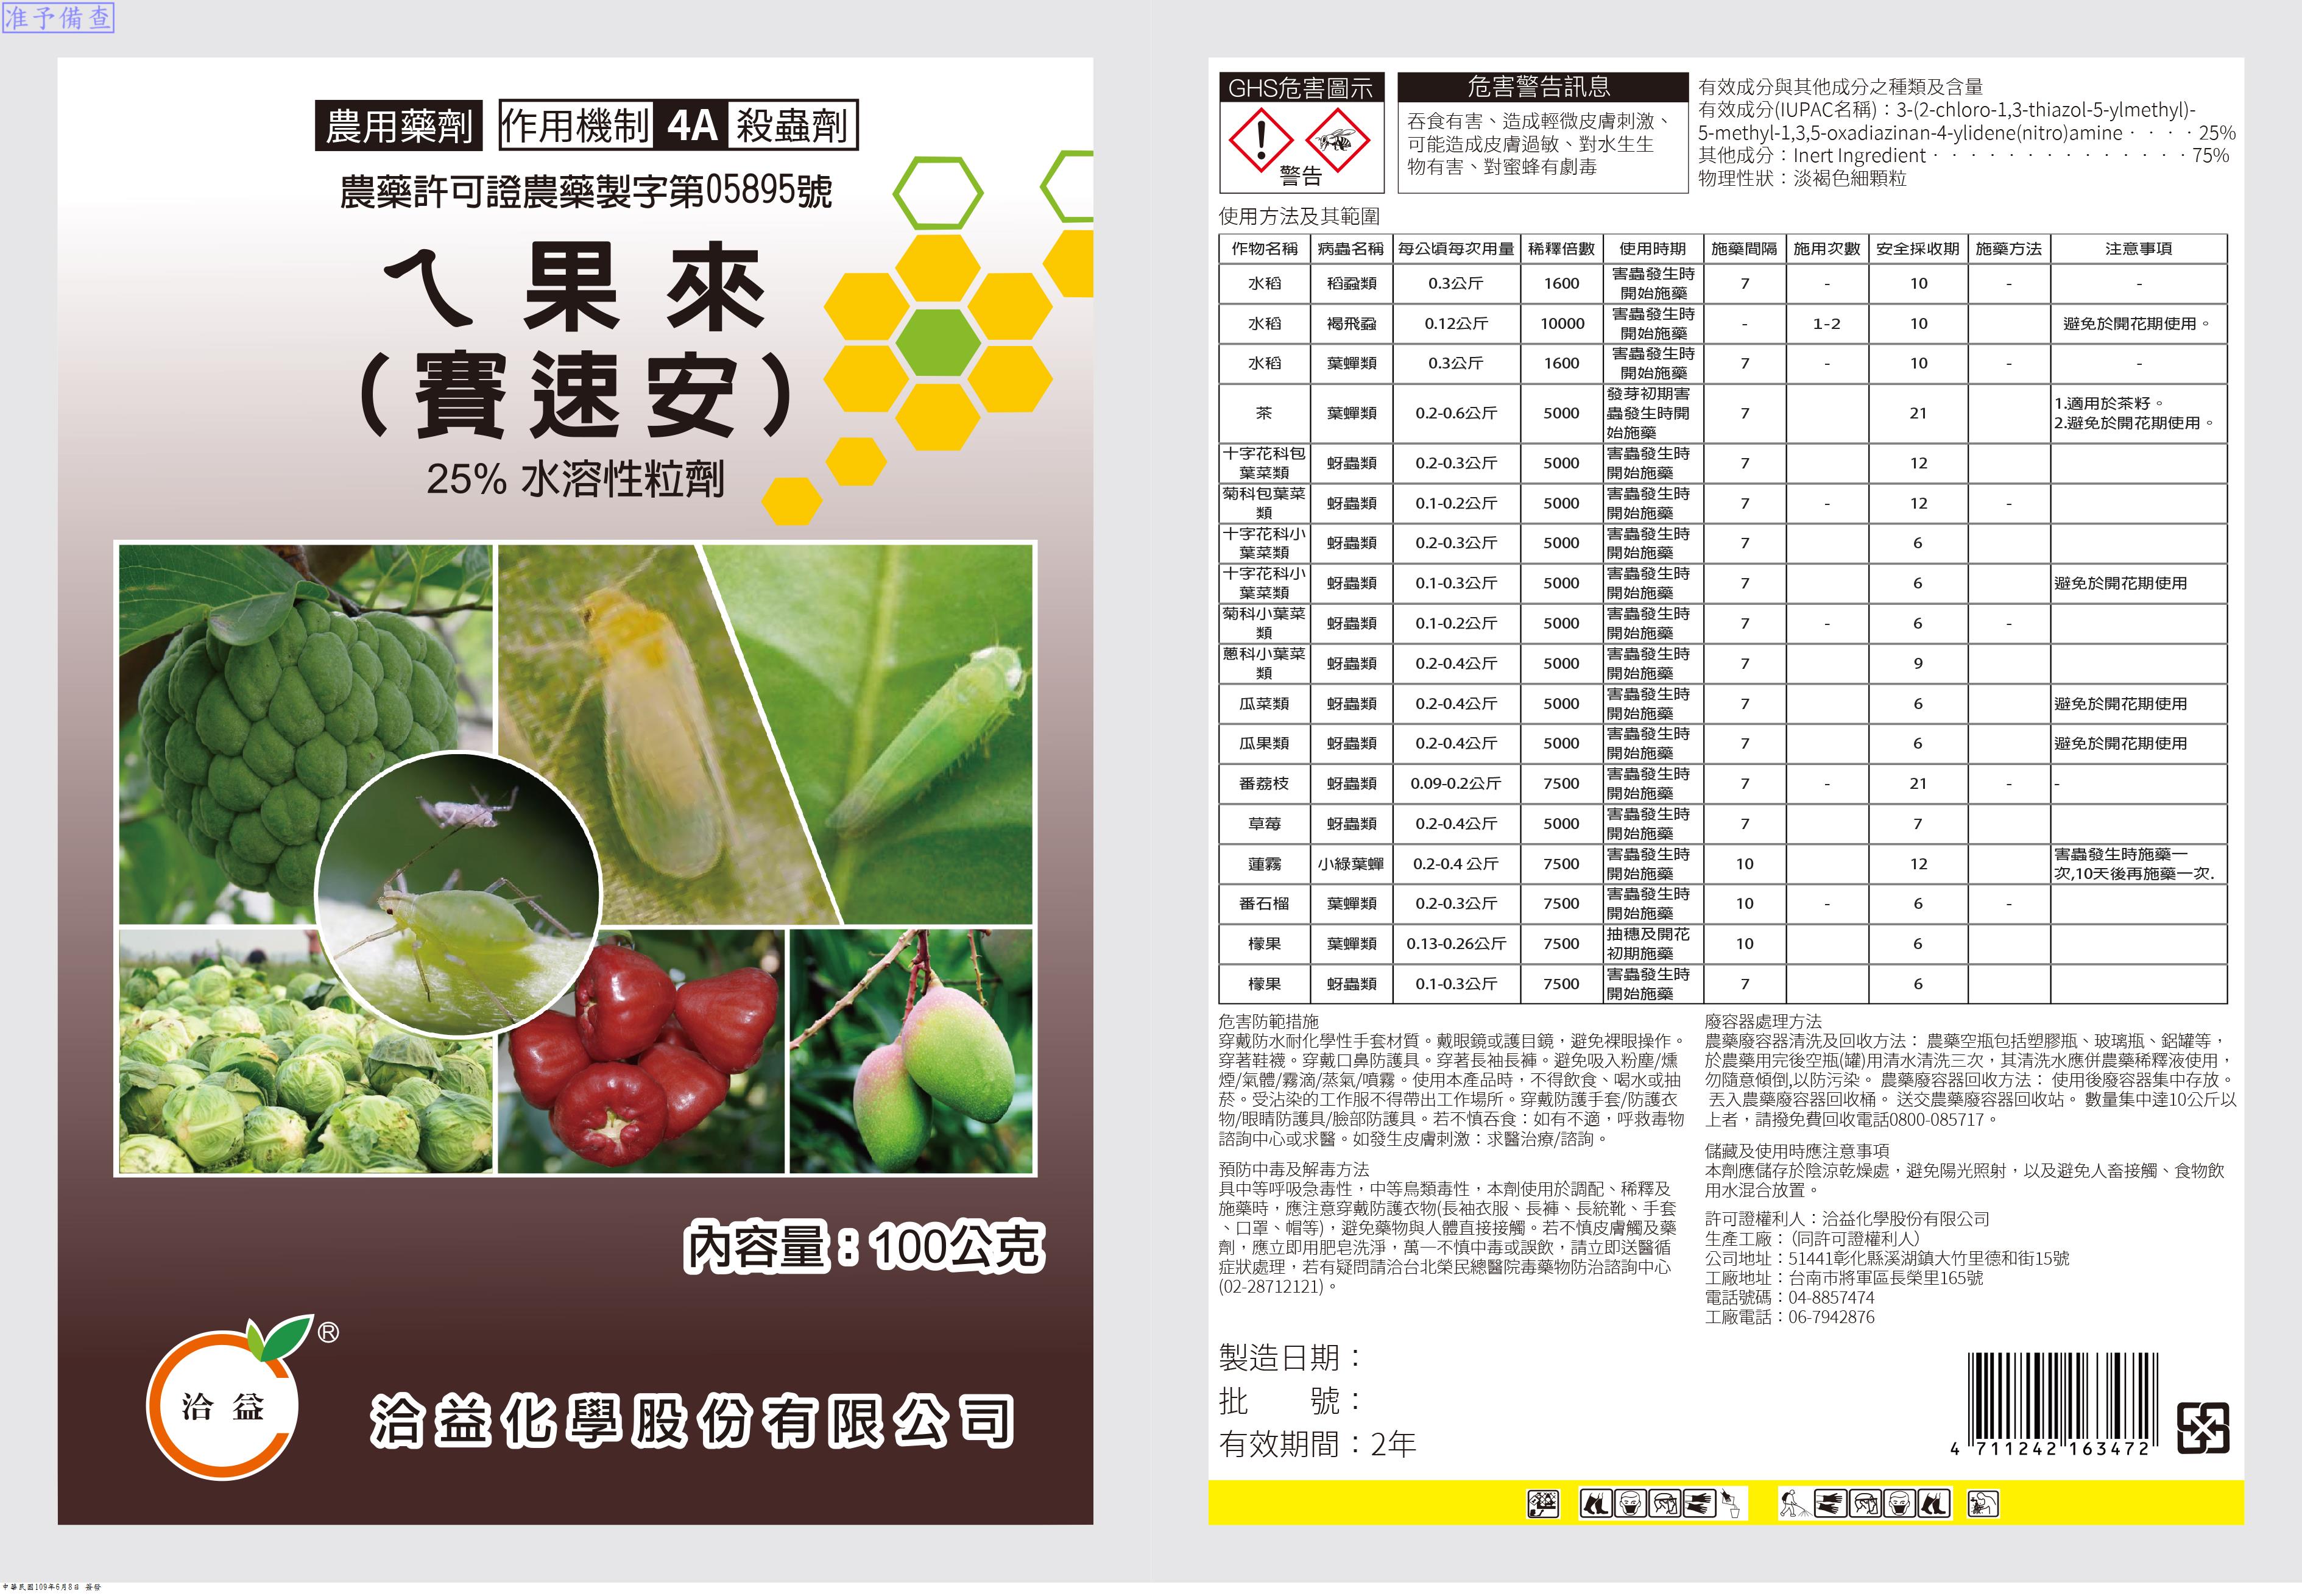 准予備查
農用藥劑 作用機制 4A 殺蟲劑
農藥許可證農藥製字第05895號
ㄟ果來
(賽速安)
25% 水溶性粒劑
內容量：100公克
洽益 ®
洽益化學股份有限公司
GHS危害圖示
警告
危害警告訊息
吞食有害、造成輕微皮膚刺激、
可能造成皮膚過敏、對水生生
物有害、對蜜蜂有劇毒
有效成分與其他成分之種類及含量
有效成分(IUPAC名稱)：3-(2-chloro-1,3-thiazol-5-ylmethyl)-
5-methyl-1,3,5-oxadiazinan-4-ylidene(nitro)amine‧‧‧‧25%
其他成分：Inert Ingredient‧‧‧‧‧‧‧‧‧‧‧‧‧‧75%
物理性狀：淡褐色細顆粒
使用方法及其範圍
作物名稱 病蟲名稱 每公頃每次用量 稀釋倍數 使用時期 施藥間隔 施用次數 安全採收期 施藥方法 注意事項
水稻 稻蝨類 0.3公斤 1600 害蟲發生時開始施藥 7 - 10 - -
水稻 褐飛蝨 0.12公斤 10000 害蟲發生時開始施藥 - 1-2 10 避免於開花期使用。
水稻 葉蟬類 0.3公斤 1600 害蟲發生時開始施藥 7 - 10 - -
茶 葉蟬類 0.2-0.6公斤 5000 發芽初期害蟲發生時開始施藥 7 21 1.適用於茶籽。 2.避免於開花期使用。
十字花科包葉菜類 蚜蟲類 0.2-0.3公斤 5000 害蟲發生時開始施藥 7 12
菊科包葉菜類 蚜蟲類 0.1-0.2公斤 5000 害蟲發生時開始施藥 7 - 12 -
十字花科小葉菜類 蚜蟲類 0.2-0.3公斤 5000 害蟲發生時開始施藥 7 6
十字花科小葉菜類 蚜蟲類 0.1-0.3公斤 5000 害蟲發生時開始施藥 7 6 避免於開花期使用
菊科小葉菜類 蚜蟲類 0.1-0.2公斤 5000 害蟲發生時開始施藥 7 - 6 -
蔥科小葉菜類 蚜蟲類 0.2-0.4公斤 5000 害蟲發生時開始施藥 7 9
瓜菜類 蚜蟲類 0.2-0.4公斤 5000 害蟲發生時開始施藥 7 6 避免於開花期使用
瓜果類 蚜蟲類 0.2-0.4公斤 5000 害蟲發生時開始施藥 7 6 避免於開花期使用
番荔枝 蚜蟲類 0.09-0.2公斤 7500 害蟲發生時開始施藥 7 - 21 - -
草莓 蚜蟲類 0.2-0.4公斤 5000 害蟲發生時開始施藥 7 7
蓮霧 小綠葉蟬 0.2-0.4 公斤 7500 害蟲發生時開始施藥 10 12 害蟲發生時施藥一次,10天後再施藥一次.
番石榴 葉蟬類 0.2-0.3公斤 7500 害蟲發生時開始施藥 10 - 6 -
檬果 葉蟬類 0.13-0.26公斤 7500 抽穗及開花初期施藥 10 6
檬果 蚜蟲類 0.1-0.3公斤 7500 害蟲發生時開始施藥 7 6
危害防範措施
穿戴防水耐化學性手套材質。戴眼鏡或護目鏡，避免裸眼操作。
穿著鞋襪。穿戴口鼻防護具。穿著長袖長褲。避免吸入粉塵/燻
煙/氣體/霧滴/蒸氣/噴霧。使用本產品時，不得飲食、喝水或抽
菸。受沾染的工作服不得帶出工作場所。穿戴防護手套/防護衣
物/眼睛防護具/臉部防護具。若不慎吞食：如有不適，呼救毒物
諮詢中心或求醫。如發生皮膚刺激：求醫治療/諮詢。
預防中毒及解毒方法
具中等呼吸急毒性，中等鳥類毒性，本劑使用於調配、稀釋及
施藥時，應注意穿戴防護衣物(長袖衣服、長褲、長統靴、手套
、口罩、帽等)，避免藥物與人體直接接觸。若不慎皮膚觸及藥
劑，應立即用肥皂洗淨，萬一不慎中毒或誤飲，請立即送醫循
症狀處理，若有疑問請洽台北榮民總醫院毒藥物防治諮詢中心
(02-28712121)。
廢容器處理方法
農藥廢容器清洗及回收方法： 農藥空瓶包括塑膠瓶、玻璃瓶、鋁罐等，
於農藥用完後空瓶(罐)用清水清洗三次，其清洗水應併農藥稀釋液使用，
勿隨意傾倒,以防污染。 農藥廢容器回收方法： 使用後廢容器集中存放。
丟入農藥廢容器回收桶。 送交農藥廢容器回收站。 數量集中達10公斤以
上者，請撥免費回收電話0800-085717。
儲藏及使用時應注意事項
本劑應儲存於陰涼乾燥處，避免陽光照射，以及避免人畜接觸、食物飲
用水混合放置。
許可證權利人：洽益化學股份有限公司
生產工廠：(同許可證權利人)
公司地址：51441彰化縣溪湖鎮大竹里德和街15號
工廠地址：台南市將軍區長榮里165號
電話號碼：04-8857474
工廠電話：06-7942876
製造日期：
批　　號：
有效期間：2年
4 711242 163472
中華民國109年6月8日 簽發